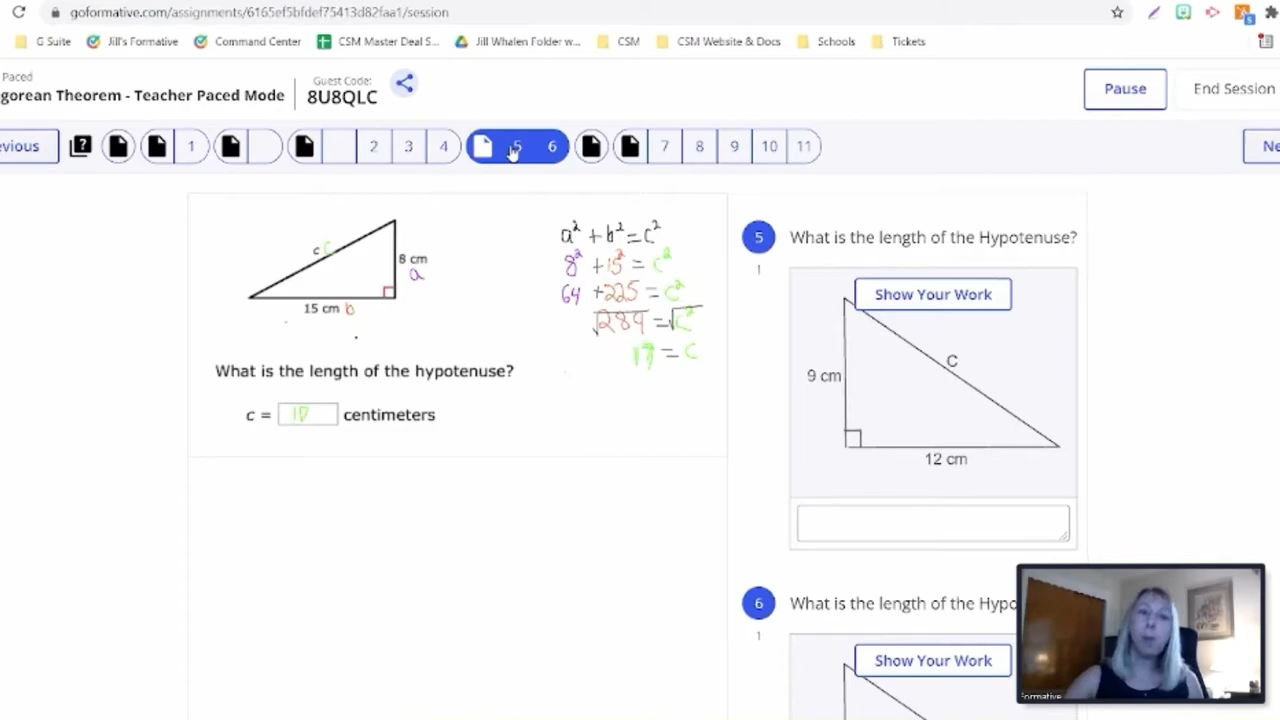 goformative.com/assignments/6165ef5bfdef75413d82faa1/session
G Suite Jill's Formative Command Center CSM Master Deal S... Jill Whalen Folder w... CSM CSM Website & Docs Schools Tickets
Paced
gorean Theorem - Teacher Paced Mode
Guest Code:
8U8QLC
Pause
End Session
evious
1 2 3 4 5 6 7 8 9 10 11
Ne
c C
8 cm
a
15 cm b
a² + b² = c²
8² + 15² = c²
64 + 225 = c²
√289 = √c²
17 = c
What is the length of the hypotenuse?
c = centimeters
5 What is the length of the Hypotenuse?
1
Show Your Work
9 cm
C
12 cm
6 What is the length of the Hypo
1
Show Your Work
Formative